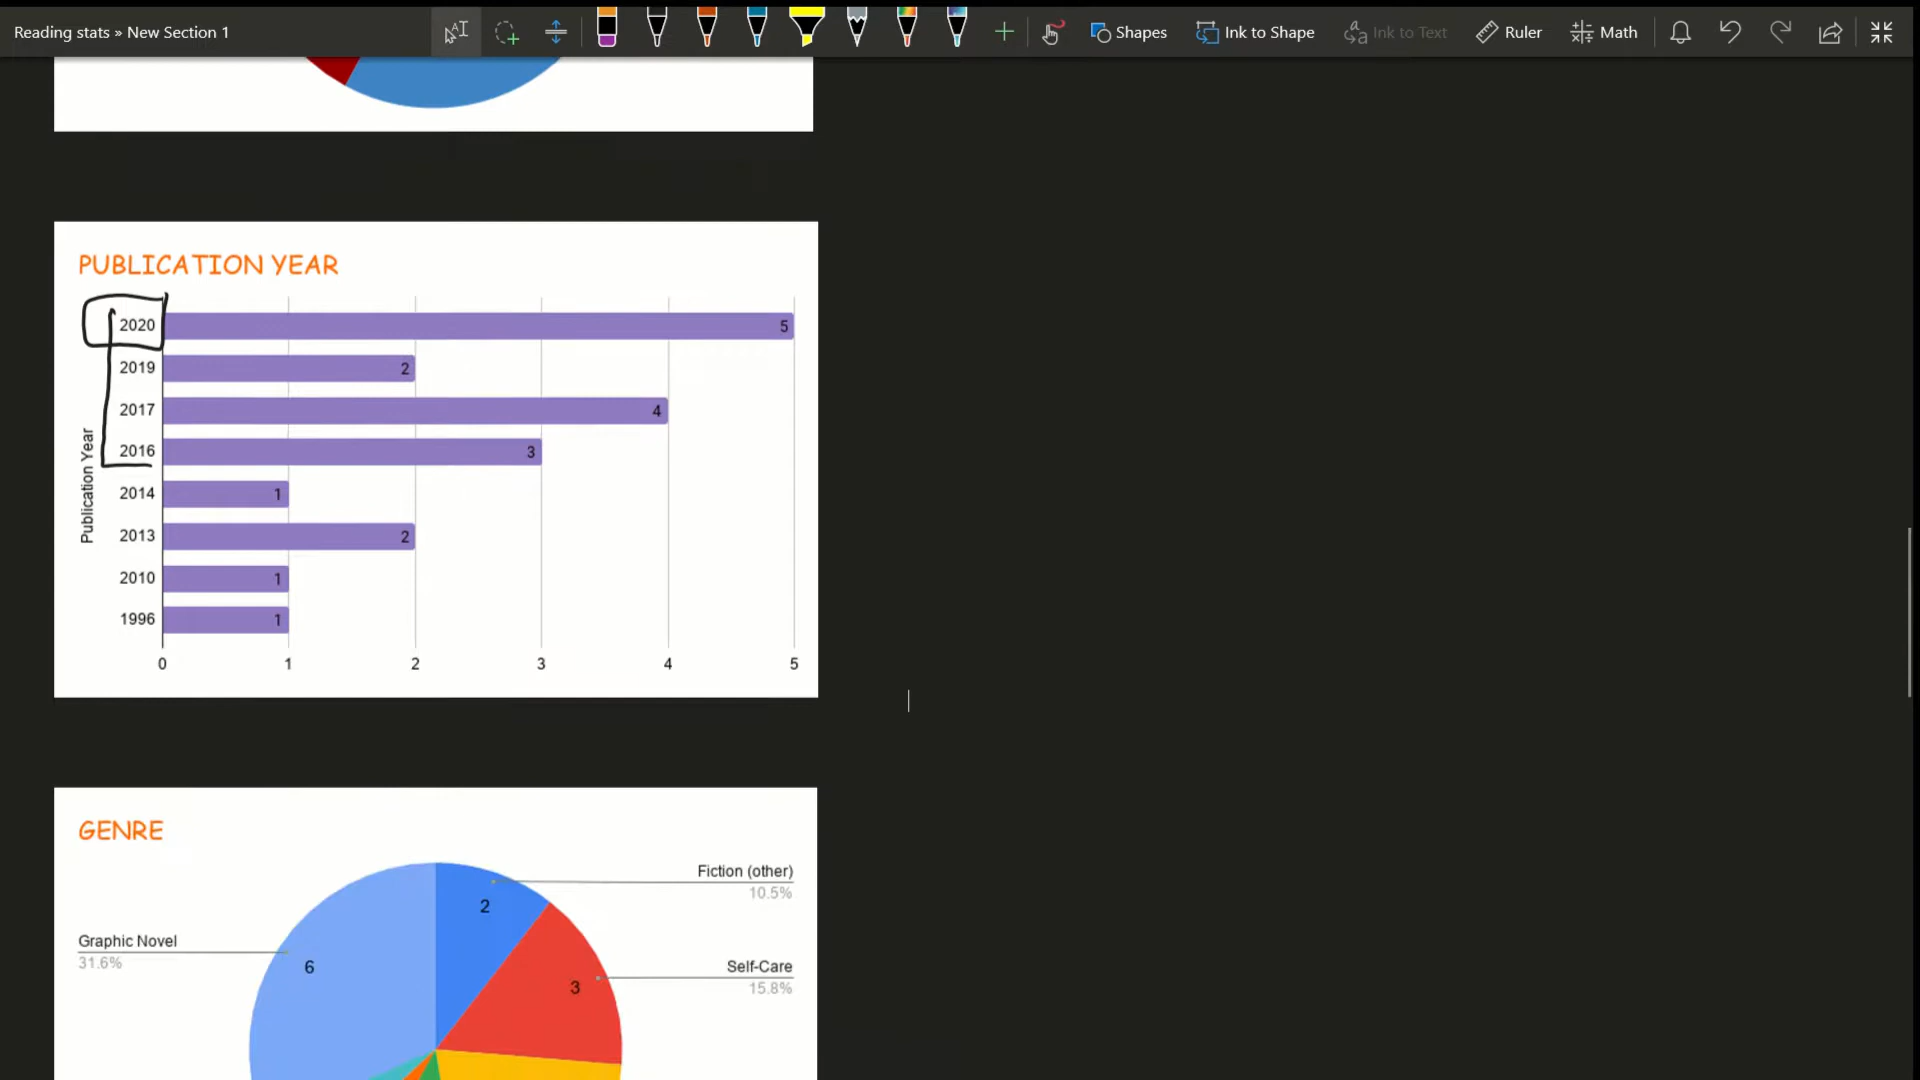 Reading stats » New Section 1
Shapes
Ink to Shape
Ink to Text
Ruler
Math
PUBLICATION YEAR
Publication Year
2020 5
2019 2
2017 4
2016 3
2014 1
2013 2
2010 1
1996 1
0 1 2 3 4 5
GENRE
Fiction (other)
10.5%
2
Graphic Novel
31.6%
6
Self-Care
15.8%
3